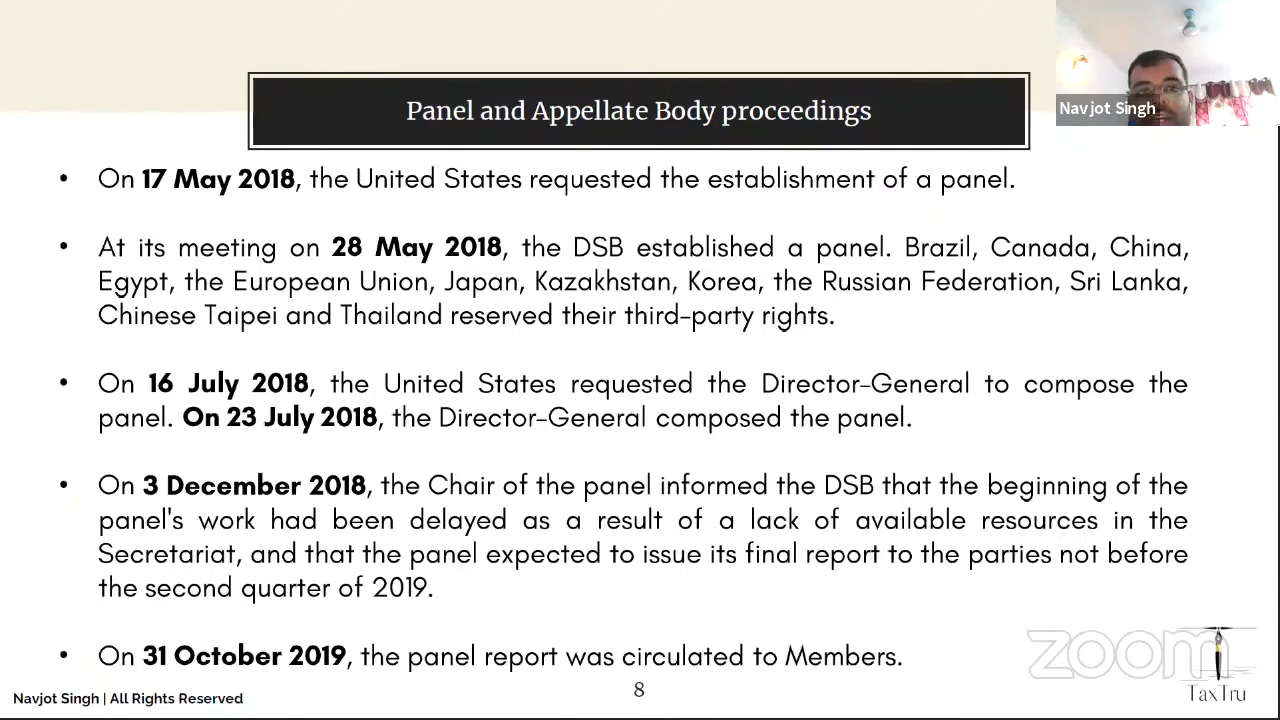 Panel and Appellate Body proceedings
Navjot Singh
• On 17 May 2018, the United States requested the establishment of a panel.
• At its meeting on 28 May 2018, the DSB established a panel. Brazil, Canada, China,
Egypt, the European Union, Japan, Kazakhstan, Korea, the Russian Federation, Sri Lanka,
Chinese Taipei and Thailand reserved their third-party rights.
• On 16 July 2018, the United States requested the Director-General to compose the
panel. On 23 July 2018, the Director-General composed the panel.
• On 3 December 2018, the Chair of the panel informed the DSB that the beginning of the
panel's work had been delayed as a result of a lack of available resources in the
Secretariat, and that the panel expected to issue its final report to the parties not before
the second quarter of 2019.
• On 31 October 2019, the panel report was circulated to Members.
zoom
TaxTru
Navjot Singh | All Rights Reserved
8